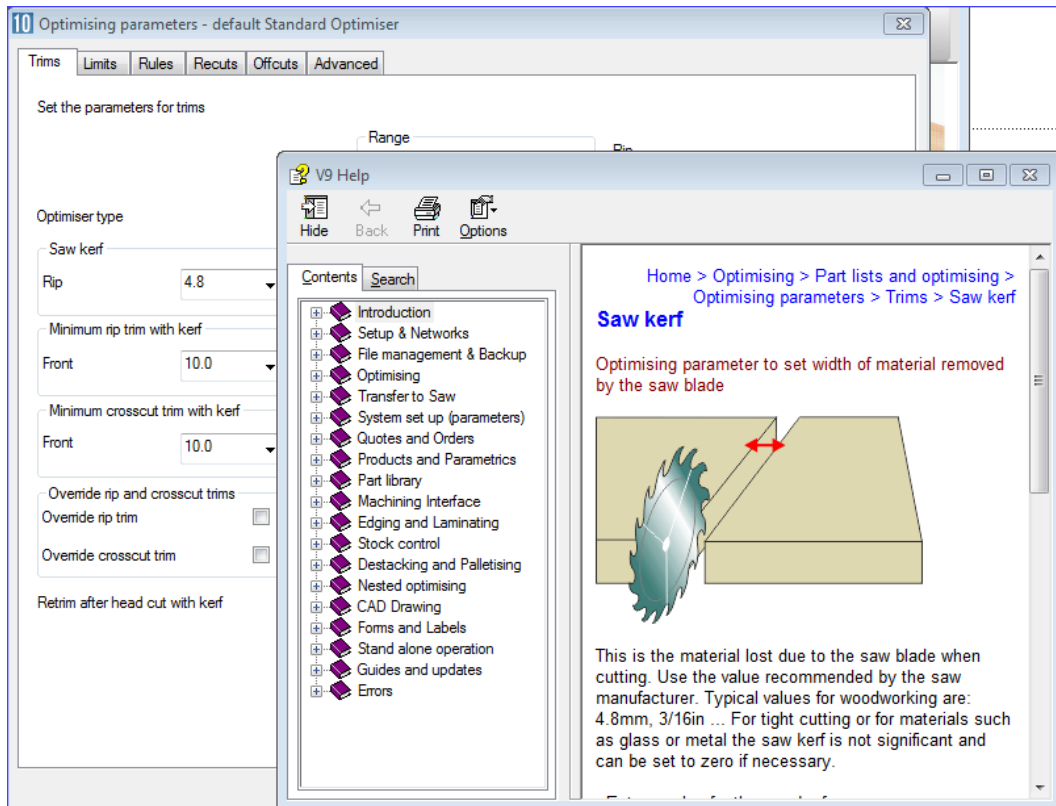 10 Optimising parameters - default Standard Optimiser
Trims Limits Rules Recuts Offcuts Advanced
Set the parameters for trims
Range
Optimiser type
Saw kerf
Rip 4.8
Minimum rip trim with kerf
Front 10.0
Minimum crosscut trim with kerf
Front 10.0
Override rip and crosscut trims
Override rip trim
Override crosscut trim
Retrim after head cut with kerf
V9 Help
Hide Back Print Options
Contents Search
Introduction
Setup & Networks
File management & Backup
Optimising
Transfer to Saw
System set up (parameters)
Quotes and Orders
Products and Parametrics
Part library
Machining Interface
Edging and Laminating
Stock control
Destacking and Palletising
Nested optimising
CAD Drawing
Forms and Labels
Stand alone operation
Guides and updates
Errors
Home > Optimising > Part lists and optimising >
Optimising parameters > Trims > Saw kerf
Saw kerf
Optimising parameter to set width of material removed
by the saw blade
This is the material lost due to the saw blade when
cutting. Use the value recommended by the saw
manufacturer. Typical values for woodworking are:
4.8mm, 3/16in ... For tight cutting or for materials such
as glass or metal the saw kerf is not significant and
can be set to zero if necessary.